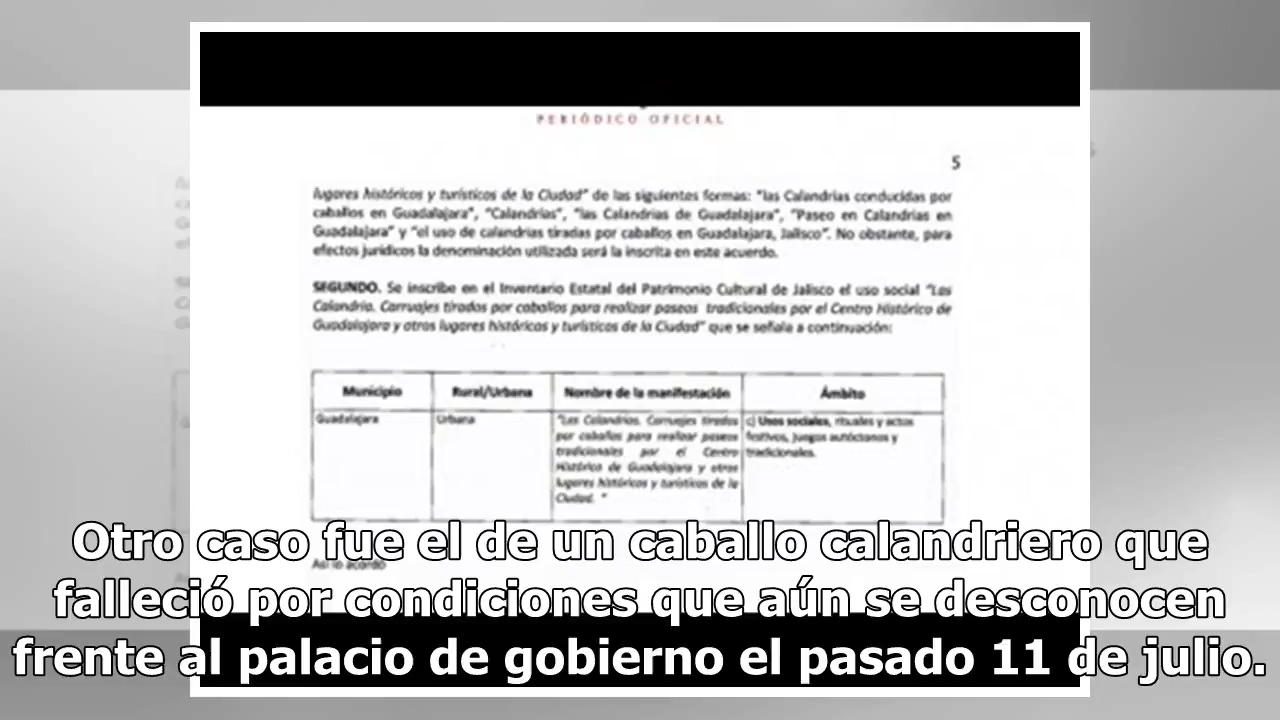 PERIÓDICO OFICIAL
5
lugares históricos y turísticos de la Ciudad" de las siguientes formas: "las Calandrias conducidas por
caballos en Guadalajara", "Calandrias", "las Calandrias de Guadalajara", "Paseo en Calandrias en
Guadalajara" y "el uso de calandrias tiradas por caballos en Guadalajara, Jalisco". No obstante, para
efectos jurídicos la denominación utilizada será la inscrita en este acuerdo.
SEGUNDO. Se inscribe en el Inventario Estatal del Patrimonio Cultural de Jalisco el uso social "Las
Calandria. Carruajes tirados por caballos para realizar paseos tradicionales por el Centro Histórico de
Guadalajara y otros lugares históricos y turísticos de la Ciudad" que se señala a continuación:
Municipio Rural/Urbana Nombre de la manifestación Ámbito
Guadalajara Urbana "Las Calandrias. Carruajes tirados c) Usos sociales, rituales y actos
por caballos para realizar paseos festivos, juegos autóctonos y
tradicionales por el Centro tradicionales.
Histórico de Guadalajara y otros
lugares históricos y turísticos de la
Ciudad. "
Así lo acordó
Otro caso fue el de un caballo calandriero que
falleció por condiciones que aún se desconocen
frente al palacio de gobierno el pasado 11 de julio.